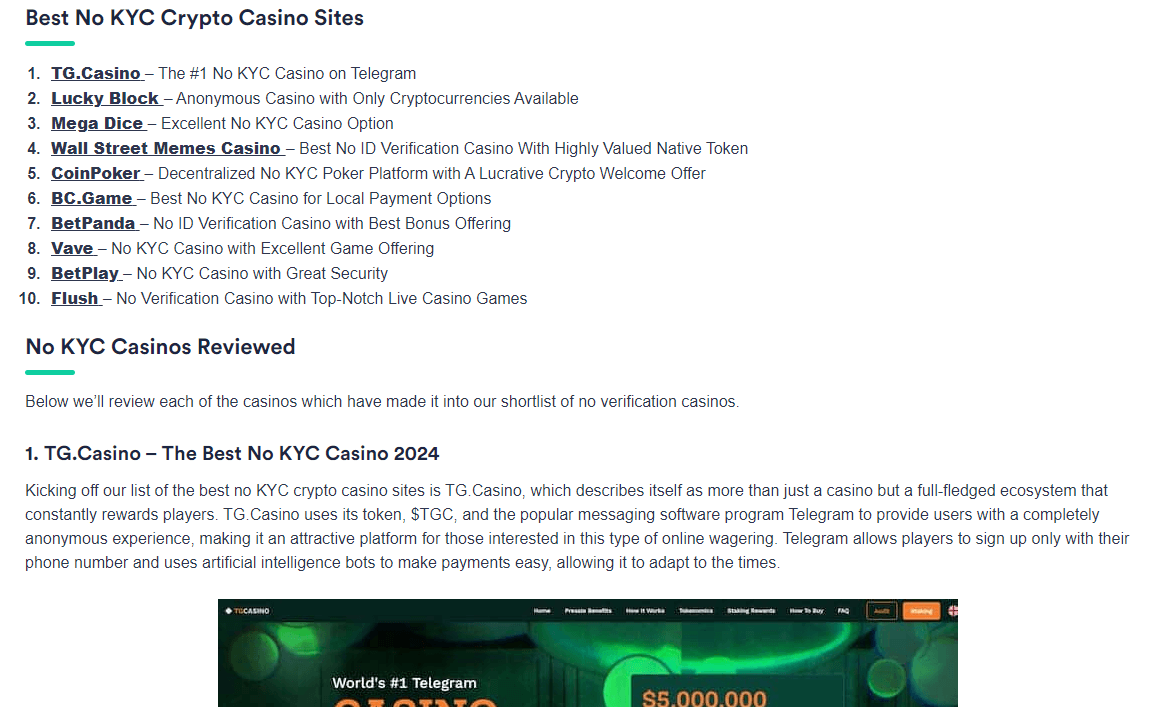 Best No KYC Crypto Casino Sites
1. TG.Casino – The #1 No KYC Casino on Telegram
2. Lucky Block – Anonymous Casino with Only Cryptocurrencies Available
3. Mega Dice – Excellent No KYC Casino Option
4. Wall Street Memes Casino – Best No ID Verification Casino With Highly Valued Native Token
5. CoinPoker – Decentralized No KYC Poker Platform with A Lucrative Crypto Welcome Offer
6. BC.Game – Best No KYC Casino for Local Payment Options
7. BetPanda – No ID Verification Casino with Best Bonus Offering
8. Vave – No KYC Casino with Excellent Game Offering
9. BetPlay – No KYC Casino with Great Security
10. Flush – No Verification Casino with Top-Notch Live Casino Games
No KYC Casinos Reviewed
Below we’ll review each of the casinos which have made it into our shortlist of no verification casinos.
1. TG.Casino – The Best No KYC Casino 2024
Kicking off our list of the best no KYC crypto casino sites is TG.Casino, which describes itself as more than just a casino but a full-fledged ecosystem that
constantly rewards players. TG.Casino uses its token, $TGC, and the popular messaging software program Telegram to provide users with a completely
anonymous experience, making it an attractive platform for those interested in this type of online wagering. Telegram allows players to sign up only with their
phone number and uses artificial intelligence bots to make payments easy, allowing it to adapt to the times.
TGCASINO Home Presale Benefits How It Works Tokenomics Staking Rewards How To Buy FAQ Audit Staking
World's #1 Telegram
CASINO $5,000,000